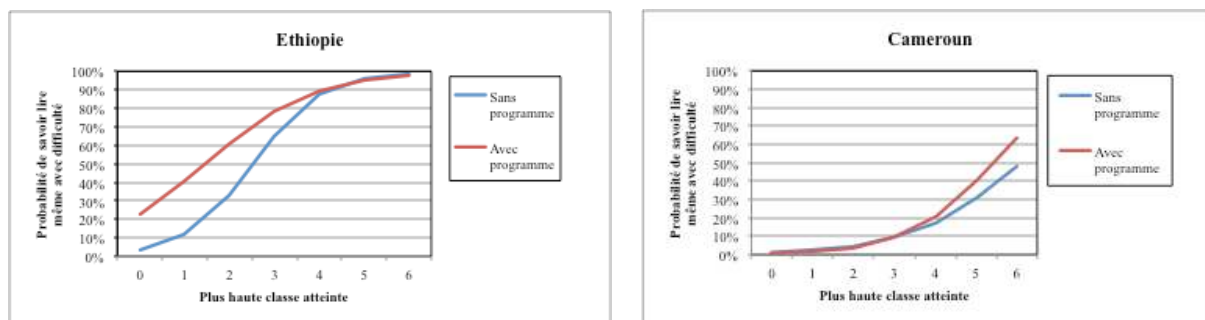 Ethiopie
Probabilité de savoir lire
même avec difficulté
100%
90%
80%
70%
60%
50%
40%
30%
20%
10%
0%
0 1 2 3 4 5 6
Plus haute classe atteinte
Sans
programme
Avec
programme
Cameroun
Probabilité de savoir lire
même avec difficulté
100%
90%
80%
70%
60%
50%
40%
30%
20%
10%
0%
0 1 2 3 4 5 6
Plus haute classe atteinte
Sans
programme
Avec
programme